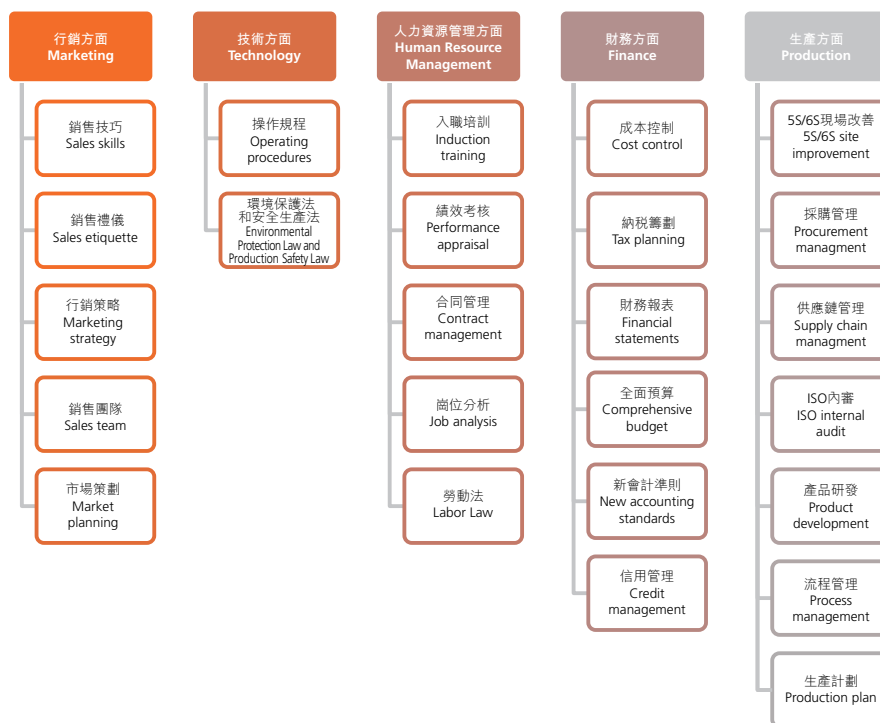 行銷方面
Marketing
銷售技巧
Sales skills
銷售禮儀
Sales etiquette
行銷策略
Marketing
strategy
銷售團隊
Sales team
市場策劃
Market
planning
技術方面
Technology
操作規程
Operating
procedures
環境保護法
和安全生產法
Environmental
Protection Law and
Production Safety Law
人力資源管理方面
Human Resource
Management
入職培訓
Induction
training
績效考核
Performance
appraisal
合同管理
Contract
management
崗位分析
Job analysis
勞動法
Labor Law
財務方面
Finance
成本控制
Cost control
納稅籌劃
Tax planning
財務報表
Financial
statements
全面預算
Comprehensive
budget
新會計準則
New accounting
standards
信用管理
Credit
management
生產方面
Production
5S/6S現場改善
5S/6S site
improvement
採購管理
Procurement
managment
供應鏈管理
Supply chain
managment
ISO內審
ISO internal
audit
產品研發
Product
development
流程管理
Process
management
生產計劃
Production plan